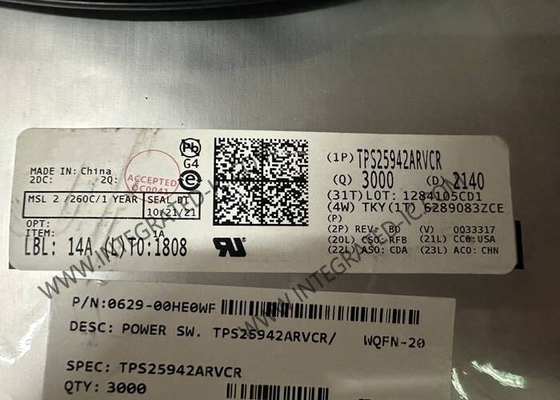 MADE IN: China
2DC: 2Q:
MSL 2 /260C/1 YEAR SEAL DT
10/21/21
OPT:
ITEM: 1A
LBL: 14A (L)TO:1808
ACCEPTED
Pb
G4
(1P) TPS25942ARVCR
(Q) 3000 (D) 2140
(31T)LOT: 1284105CD1
(4W) TKY(1T) 6289083ZCE
(P)
(2P) REV: BD (V) 0033317
(20L) CSO: RFB (21L) CCO: USA
(22L) ASO: CDA (23L) ACO: CHN
P/N:0629-00HE0WF
DESC: POWER SW. TPS25942ARVCR/ WQFN-20
SPEC: TPS25942ARVCR
QTY: 3000